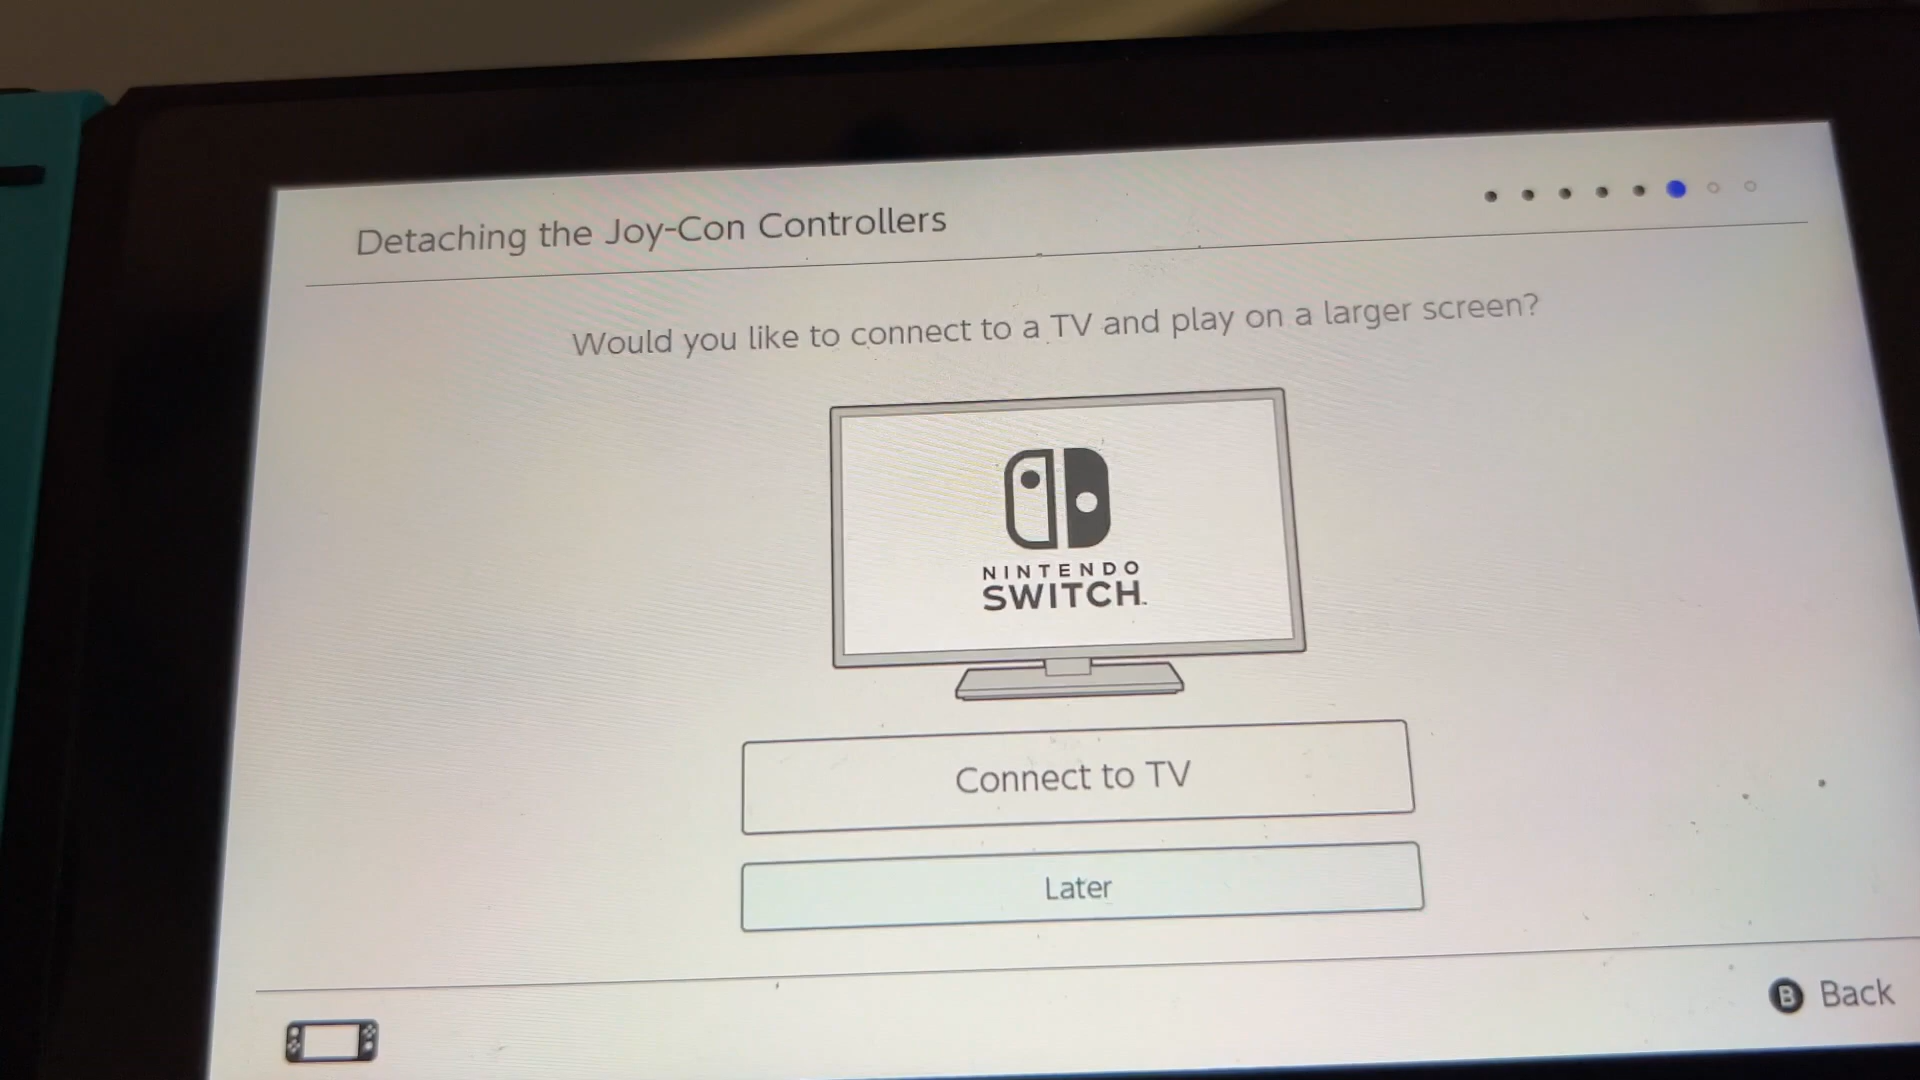 Detaching the Joy-Con Controllers
Would you like to connect to a TV and play on a larger screen?
NINTENDO
SWITCH™
Connect to TV
Later
B Back